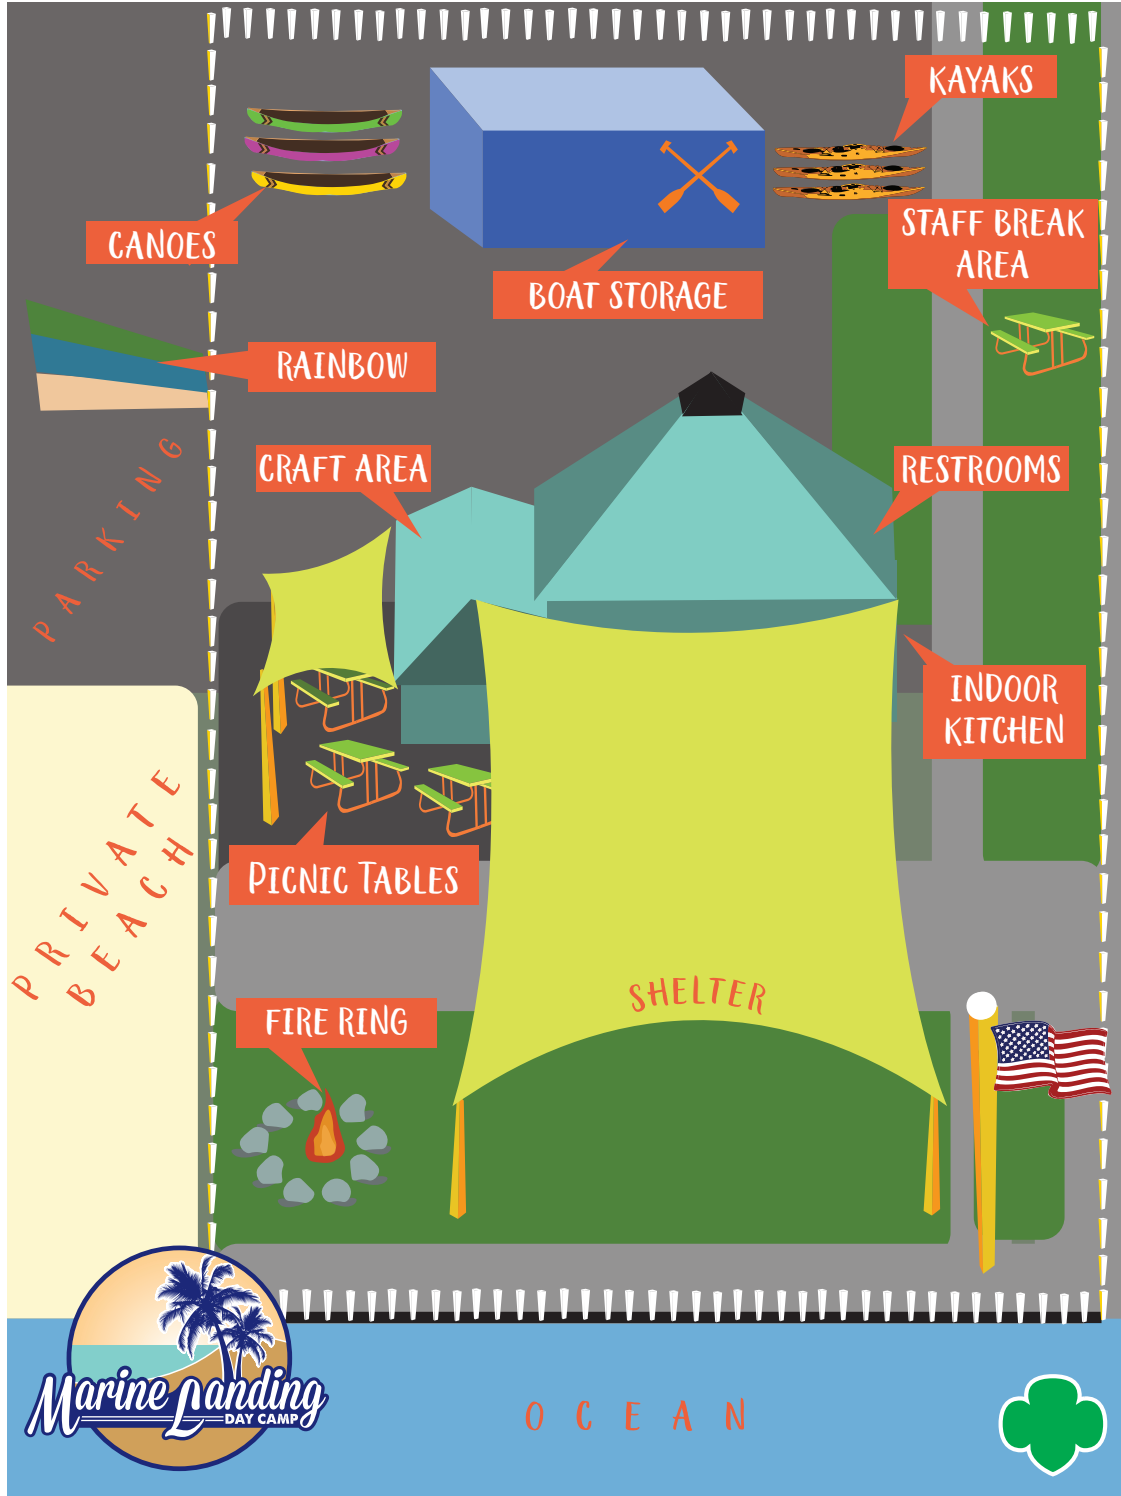 KAYAKS
CANOES
STAFF BREAK
AREA
BOAT STORAGE
RAINBOW
PARKING
CRAFT AREA
RESTROOMS
INDOOR
KITCHEN
PRIVATE
BEACH
PICNIC TABLES
SHELTER
FIRE RING
Marine Landing
DAY CAMP
OCEAN